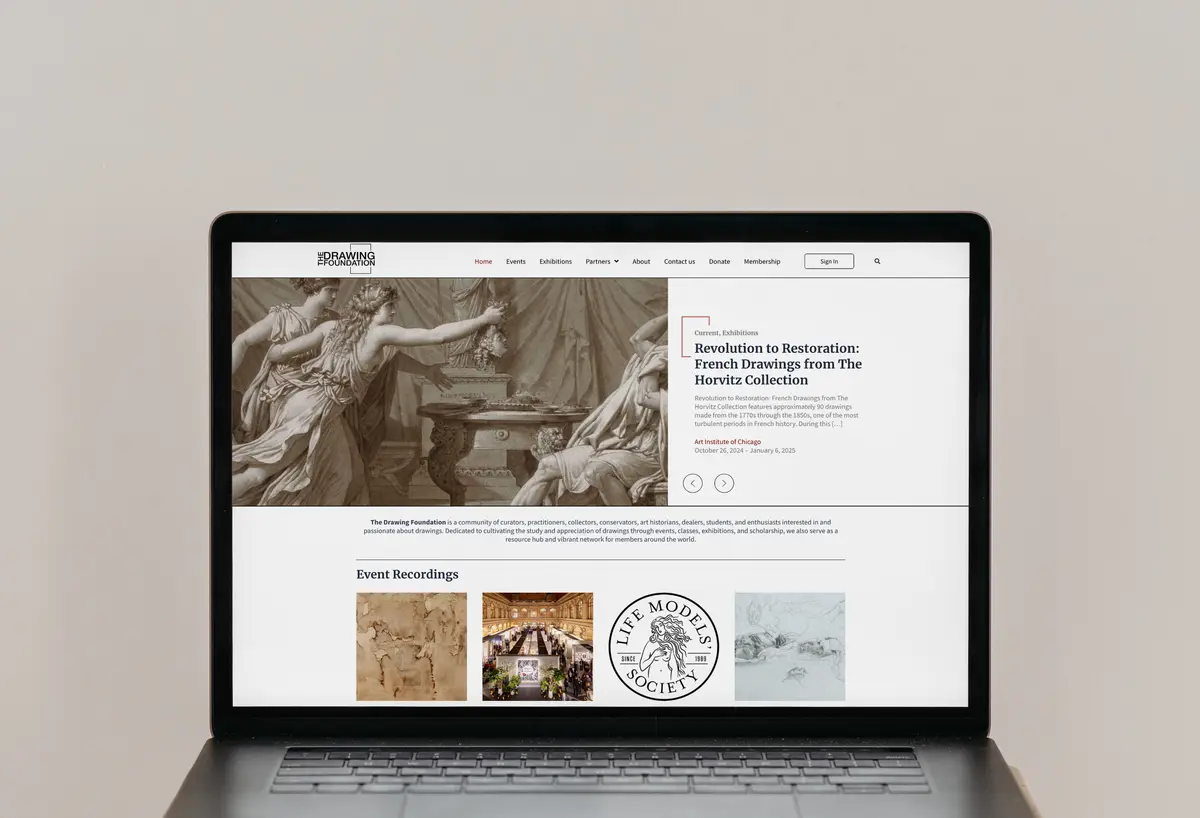 THE DRAWING
FOUNDATION
Home Events Exhibitions Partners About Contact us Donate Membership Sign In
Current, Exhibitions
Revolution to Restoration:
French Drawings from The
Horvitz Collection
Revolution to Restoration: French Drawings from The
Horvitz Collection features approximately 90 drawings
made from the 1770s through the 1850s, one of the most
turbulent periods in French history. During this [...]
Art Institute of Chicago
October 26, 2024 – January 6, 2025
The Drawing Foundation is a community of curators, practitioners, collectors, conservators, art historians, dealers, students, and enthusiasts interested in and
passionate about drawings. Dedicated to cultivating the study and appreciation of drawings through events, classes, exhibitions, and scholarship, we also serve as a
resource hub and vibrant network for members around the world.
Event Recordings
LIFE MODELS'
SINCE 1989
SOCIETY